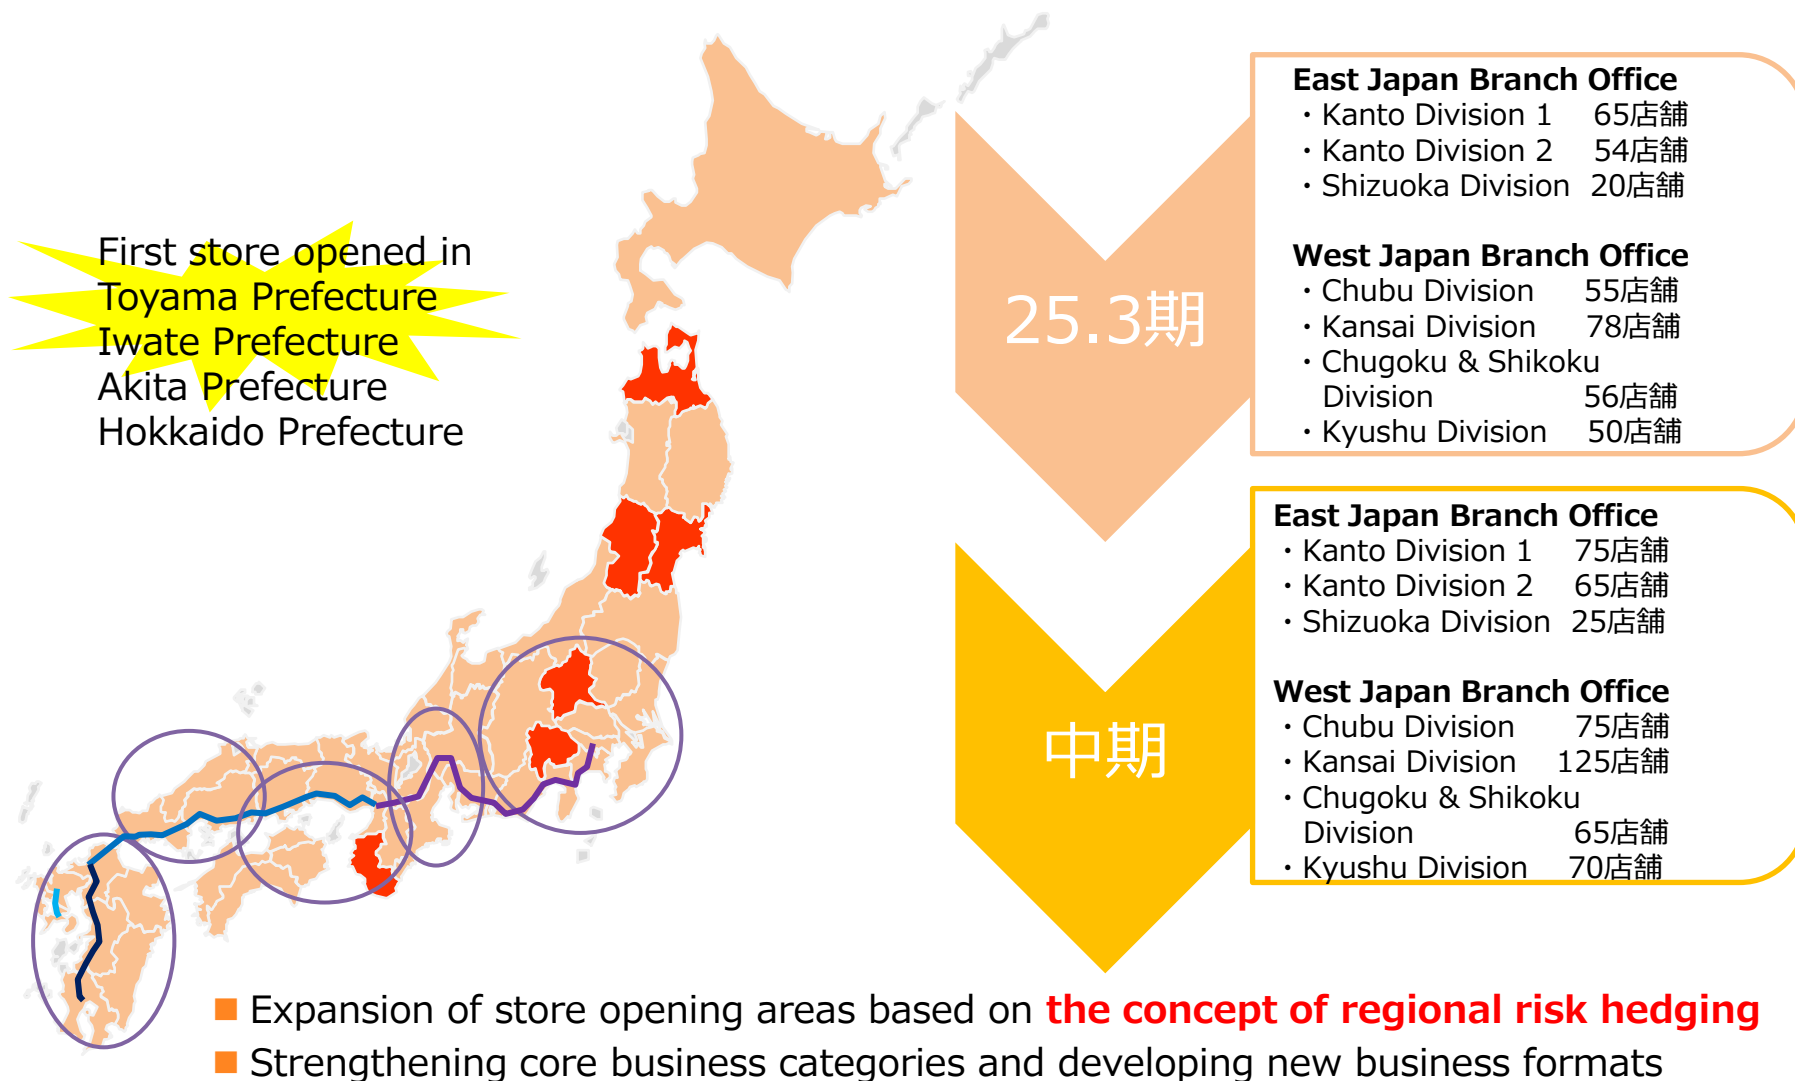 First store opened in
Toyama Prefecture
Iwate Prefecture
Akita Prefecture
Hokkaido Prefecture
25.3期
East Japan Branch Office
・Kanto Division 1 65店舗
・Kanto Division 2 54店舗
・Shizuoka Division 20店舗
West Japan Branch Office
・Chubu Division 55店舗
・Kansai Division 78店舗
・Chugoku & Shikoku
Division 56店舗
・Kyushu Division 50店舗
中期
East Japan Branch Office
・Kanto Division 1 75店舗
・Kanto Division 2 65店舗
・Shizuoka Division 25店舗
West Japan Branch Office
・Chubu Division 75店舗
・Kansai Division 125店舗
・Chugoku & Shikoku
Division 65店舗
・Kyushu Division 70店舗
■ Expansion of store opening areas based on the concept of regional risk hedging
■ Strengthening core business categories and developing new business formats